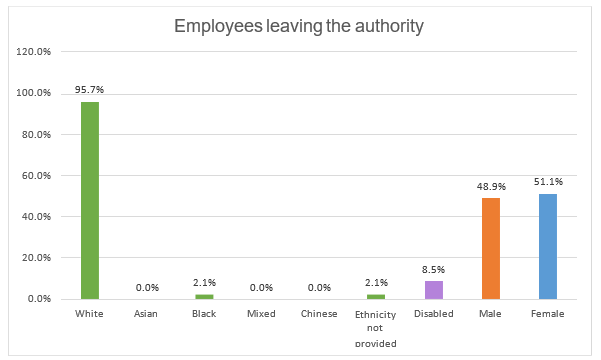 Employees leaving the authority
120.0%
100.0%
80.0%
60.0%
40.0%
20.0%
0.0%
95.7%
0.0%
2.1%
0.0%
0.0%
2.1%
8.5%
48.9%
51.1%
White
Asian
Black
Mixed
Chinese
Ethnicity
not
provided
Disabled
Male
Female